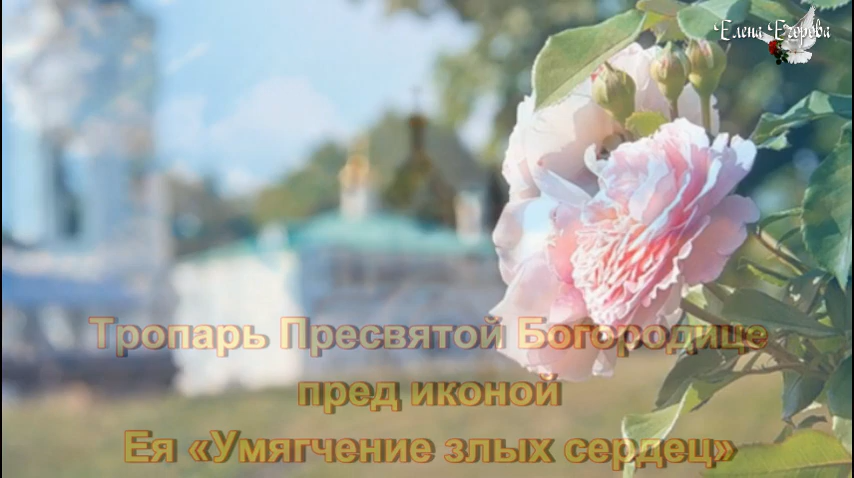 Елена Егорова
Тропарь Пресвятой Богородице
пред иконой
Ея «Умягчение злых сердец»